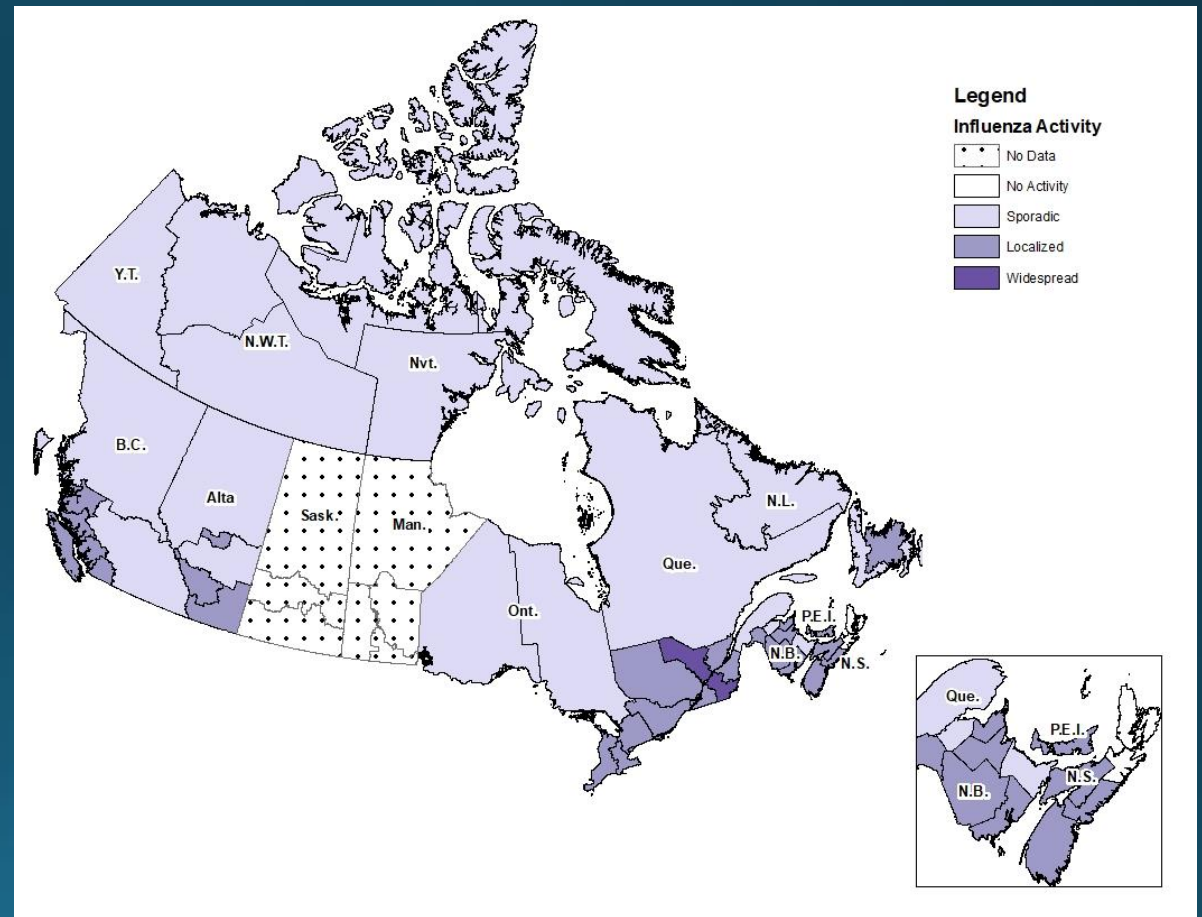 Legend
Influenza Activity
No Data
No Activity
Sporadic
Localized
Widespread
Y.T.
N.W.T.
Nvt.
B.C.
Alta
Sask.
Man.
N.L.
Que.
Ont.
P.E.I.
N.B.
N.S.
Que.
P.E.I.
N.S.
N.B.